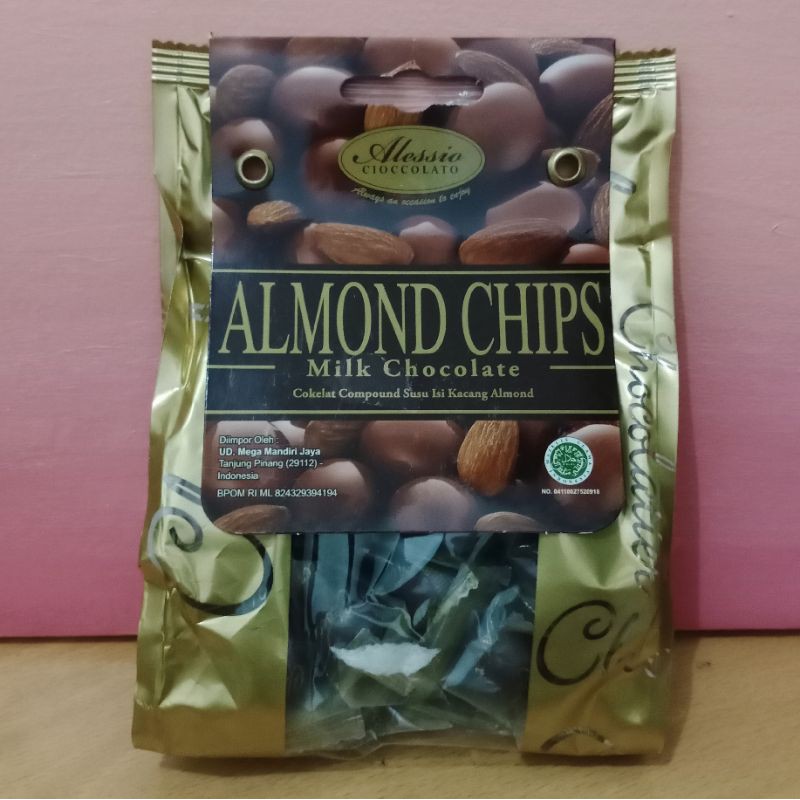 Alessio
CIOCCOLATO
Always an occasion to enjoy
ALMOND CHIPS
Milk Chocolate
Cokelat Compound Susu Isi Kacang Almond
Diimpor Oleh :
UD. Mega Mandiri Jaya
Tanjung Pinang (29112) -
Indonesia
BPOM RI ML 824329394194
Chocolatier